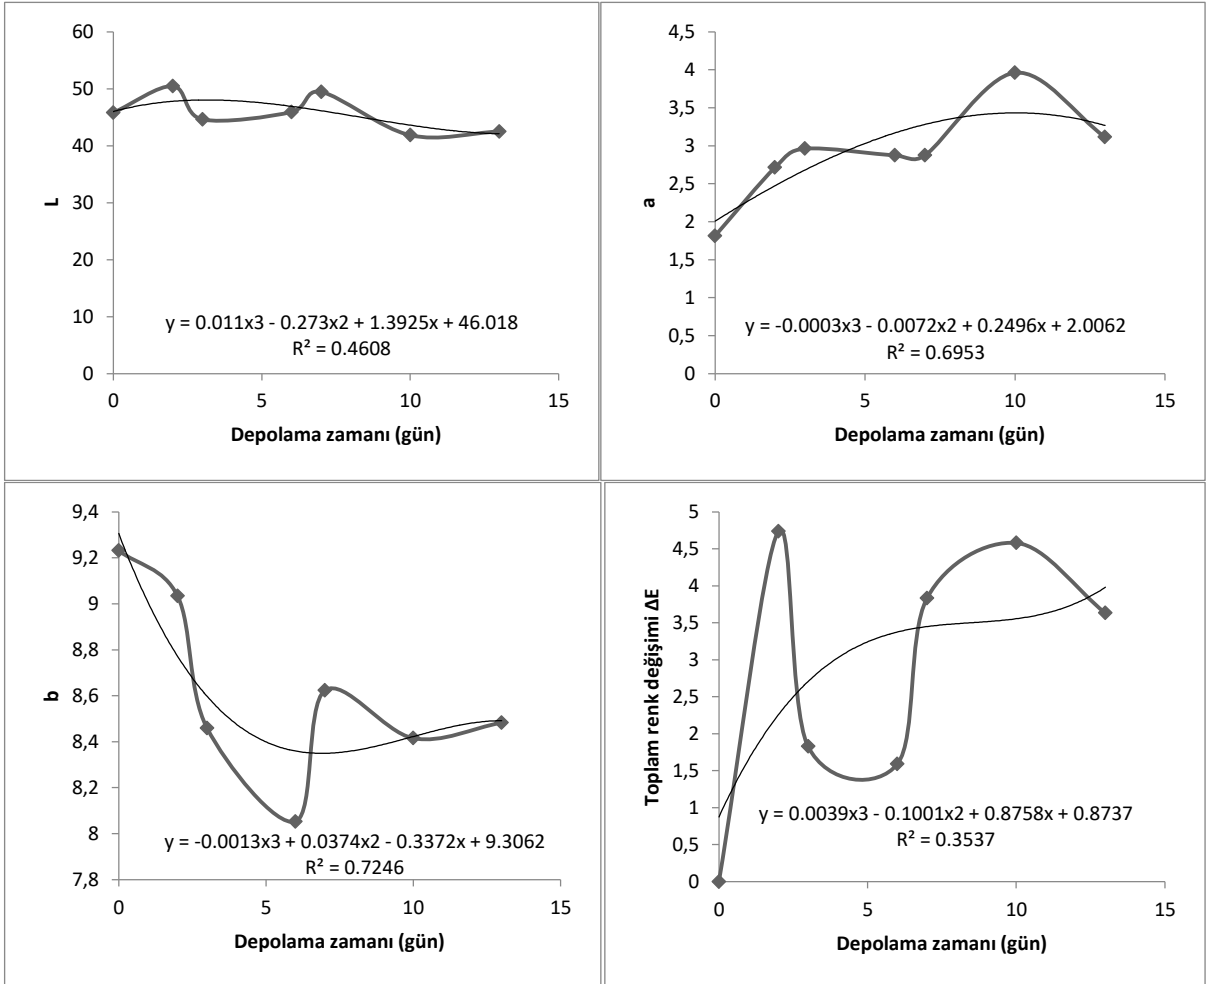 60
50
40
30
20
10
0
L
y = 0.011x3 - 0.273x2 + 1.3925x + 46.018
R² = 0.4608
0 5 10 15
Depolama zamanı (gün)
4,5
4
3,5
3
2,5
2
1,5
1
0,5
0
a
y = -0.0003x3 - 0.0072x2 + 0.2496x + 2.0062
R² = 0.6953
0 5 10 15
Depolama zamanı (gün)
9,4
9,2
9
8,8
8,6
8,4
8,2
8
7,8
b
y = -0.0013x3 + 0.0374x2 - 0.3372x + 9.3062
R² = 0.7246
0 5 10 15
Depolama zamanı (gün)
5
4,5
4
3,5
3
2,5
2
1,5
1
0,5
0
Toplam renk değişimi ΔE
y = 0.0039x3 - 0.1001x2 + 0.8758x + 0.8737
R² = 0.3537
0 5 10 15
Depolama zamanı (gün)